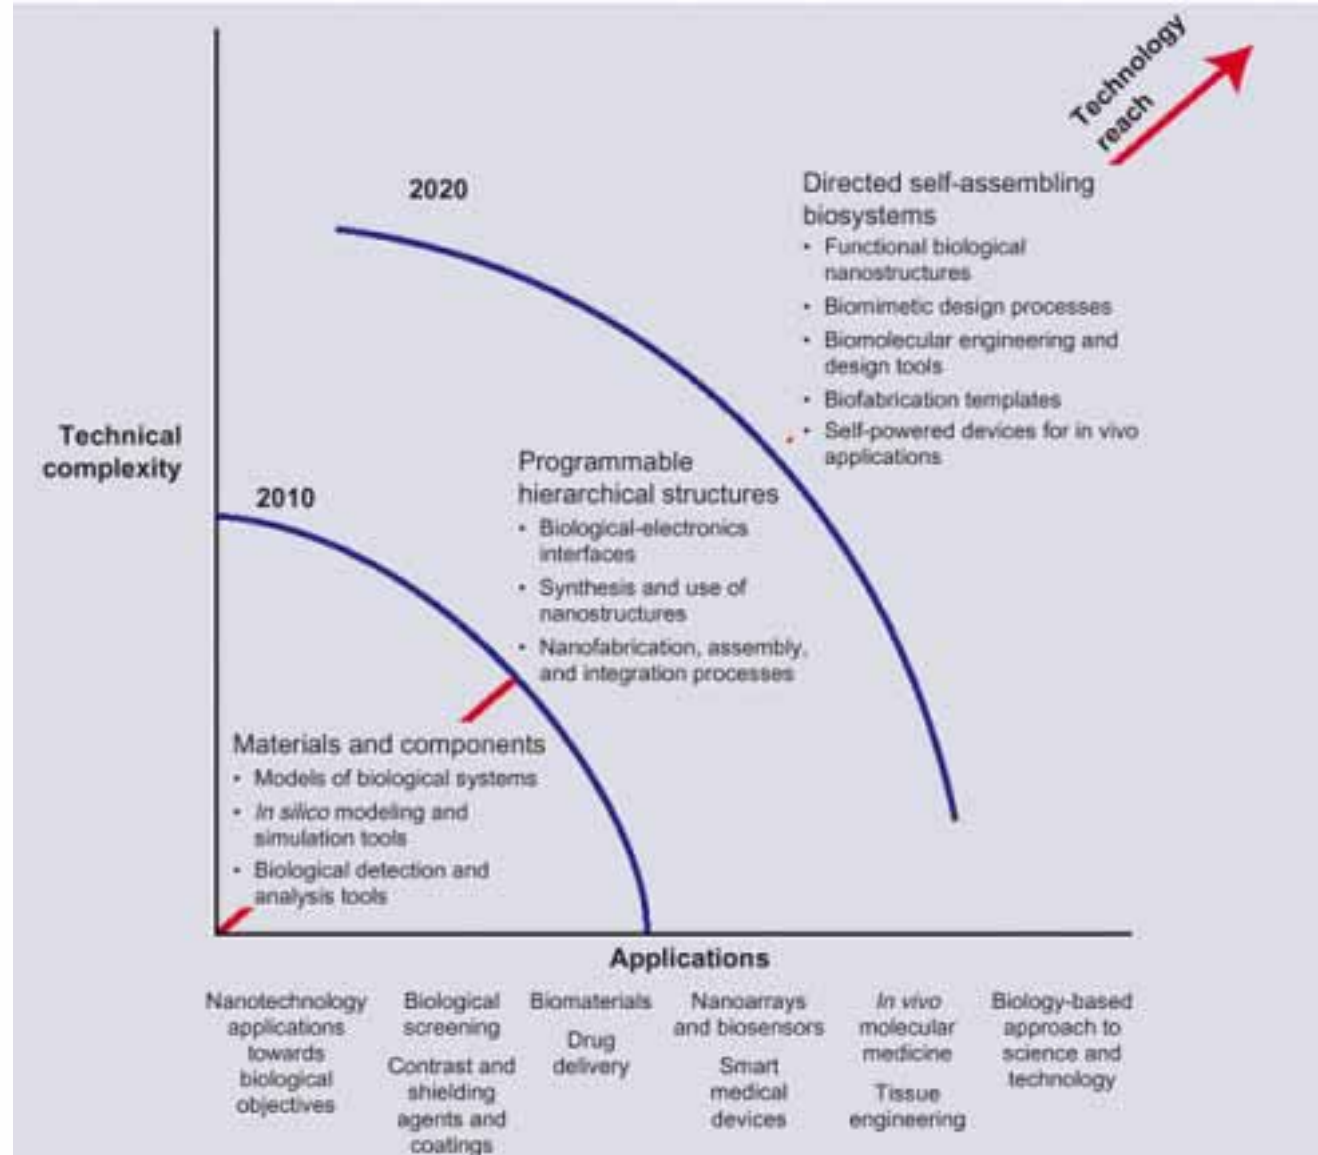 Technology
reach
2020
Directed self-assembling
biosystems
• Functional biological
nanostructures
• Biomimetic design processes
• Biomolecular engineering and
design tools
• Biofabrication templates
• Self-powered devices for in vivo
applications
Technical
complexity
2010
Programmable
hierarchical structures
• Biological-electronics
interfaces
• Synthesis and use of
nanostructures
• Nanofabrication, assembly,
and integration processes
Materials and components
• Models of biological systems
• In silico modeling and
simulation tools
• Biological detection and
analysis tools
Applications
Nanotechnology
applications
towards
biological
objectives
Biological
screening
Contrast and
shielding
agents and
coatings
Biomaterials
Drug
delivery
Nanoarrays
and biosensors
Smart
medical
devices
In vivo
molecular
medicine
Tissue
engineering
Biology-based
approach to
science and
technology